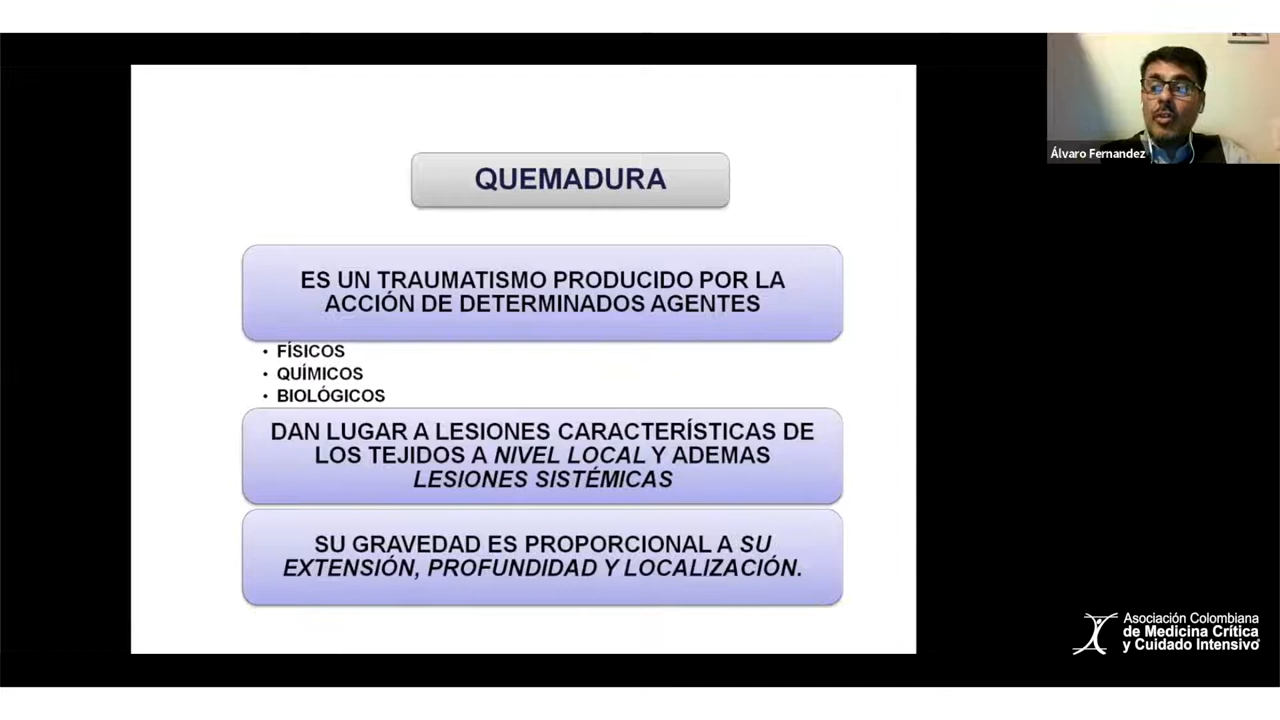 QUEMADURA
ES UN TRAUMATISMO PRODUCIDO POR LA
ACCIÓN DE DETERMINADOS AGENTES
• FÍSICOS
• QUÍMICOS
• BIOLÓGICOS
DAN LUGAR A LESIONES CARACTERÍSTICAS DE
LOS TEJIDOS A NIVEL LOCAL Y ADEMAS
LESIONES SISTÉMICAS
SU GRAVEDAD ES PROPORCIONAL A SU
EXTENSIÓN, PROFUNDIDAD Y LOCALIZACIÓN.
Álvaro Fernandez
Asociación Colombiana
de Medicina Crítica
y Cuidado Intensivo